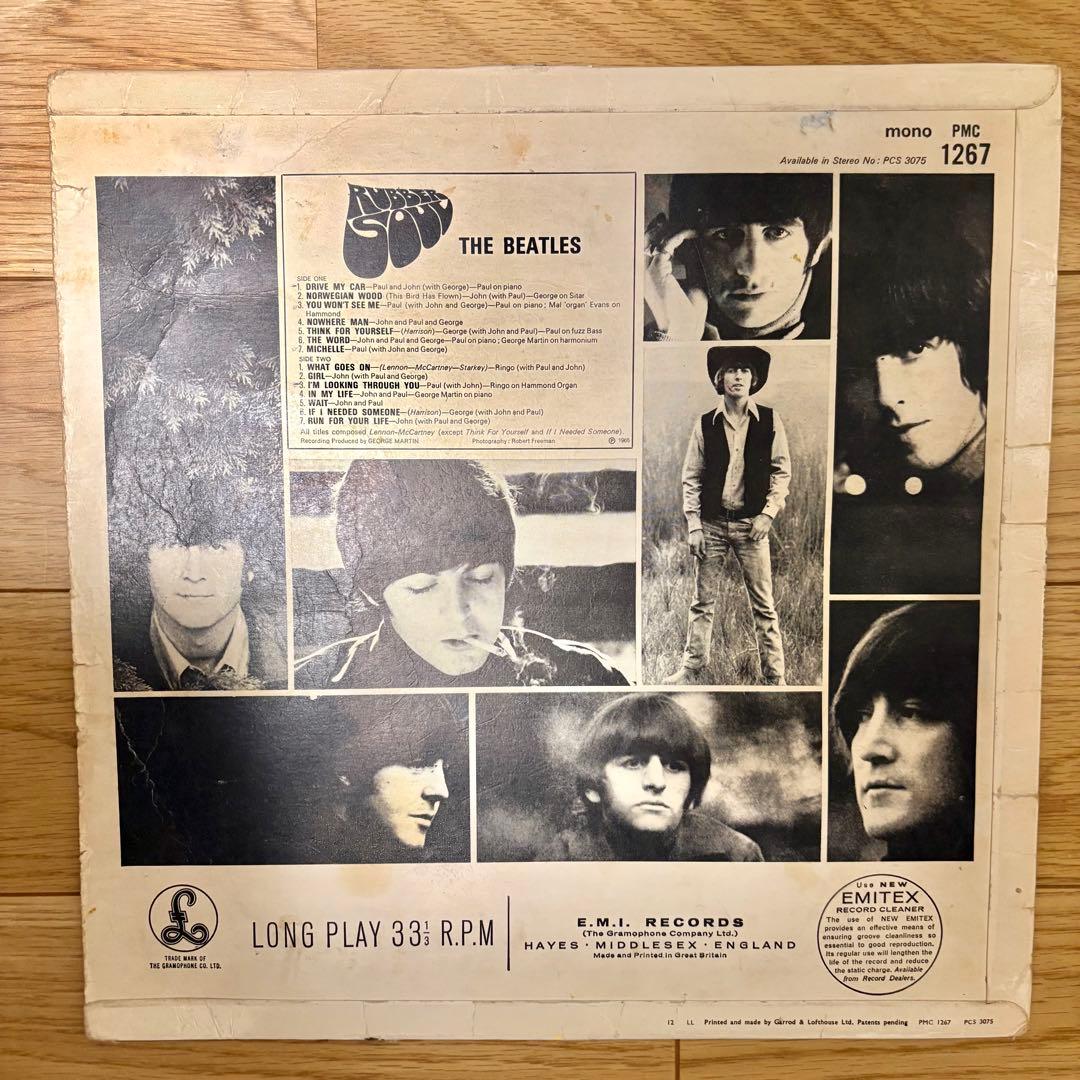 mono PMC
Available in Stereo No: PCS 3075 1267
RUBBER
SOUL
THE BEATLES
SIDE ONE
1. DRIVE MY CAR—Paul and John (with George)—Paul on piano
2. NORWEGIAN WOOD (This Bird Has Flown)—John (with Paul)—George on Sitar
3. YOU WON'T SEE ME—Paul (with John and George)—Paul on piano; Mal 'organ' Evans on
Hammond
4. NOWHERE MAN—John and Paul and George
5. THINK FOR YOURSELF—(Harrison)—George (with John and Paul)—Paul on fuzz Bass
6. THE WORD—John and Paul and George—Paul on piano; George Martin on harmonium
7. MICHELLE—Paul (with John and George)
SIDE TWO
1. WHAT GOES ON—(Lennon—McCartney—Starkey)—Ringo (with Paul and John)
2. GIRL—John (with Paul and George)
3. I'M LOOKING THROUGH YOU—Paul (with John)—Ringo on Hammond Organ
4. IN MY LIFE—John and Paul—George Martin on piano
5. WAIT—John and Paul
6. IF I NEEDED SOMEONE—(Harrison)—George (with John and Paul)
7. RUN FOR YOUR LIFE—John (with Paul and George)
All titles composed Lennon-McCartney (except Think For Yourself and If I Needed Someone).
Recording Produced by GEORGE MARTIN Photography: Robert Freeman ℗ 1965
£
TRADE MARK OF
THE GRAMOPHONE CO. LTD.
LONG PLAY 33⅓ R.P.M
E.M.I. RECORDS
(The Gramophone Company Ltd.)
HAYES · MIDDLESEX · ENGLAND
Made and Printed in Great Britain
Use NEW
EMITEX
RECORD CLEANER
The use of NEW EMITEX
provides an effective means of
ensuring groove cleanliness so
essential to good reproduction.
Its regular use will lengthen the
life of the record and reduce
the static charge. Available
from Record Dealers.
12 LL Printed and made by Garrod & Lofthouse Ltd. Patents pending PMC 1267 PCS 3075